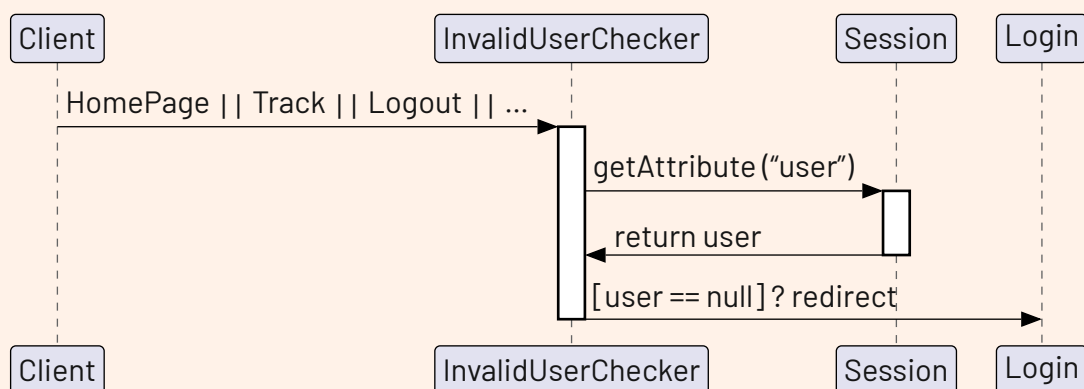 Client InvalidUserChecker Session Login
HomePage || Track || Logout || ...
getAttribute (“user”)
return user
[user == null] ? redirect
Client InvalidUserChecker Session Login